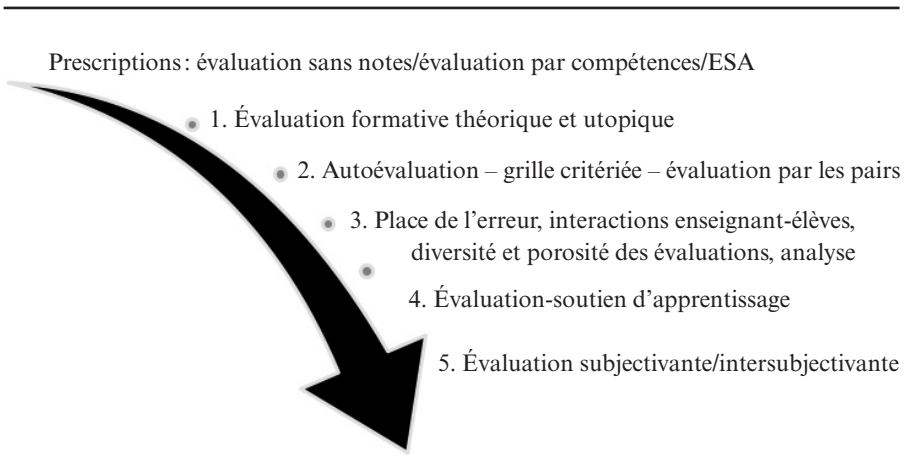 Prescriptions : évaluation sans notes/évaluation par compétences/ESA
1. Évaluation formative théorique et utopique
2. Autoévaluation – grille critériée – évaluation par les pairs
3. Place de l’erreur, interactions enseignant-élèves,
diversité et porosité des évaluations, analyse
4. Évaluation-soutien d’apprentissage
5. Évaluation subjectivante/intersubjectivante